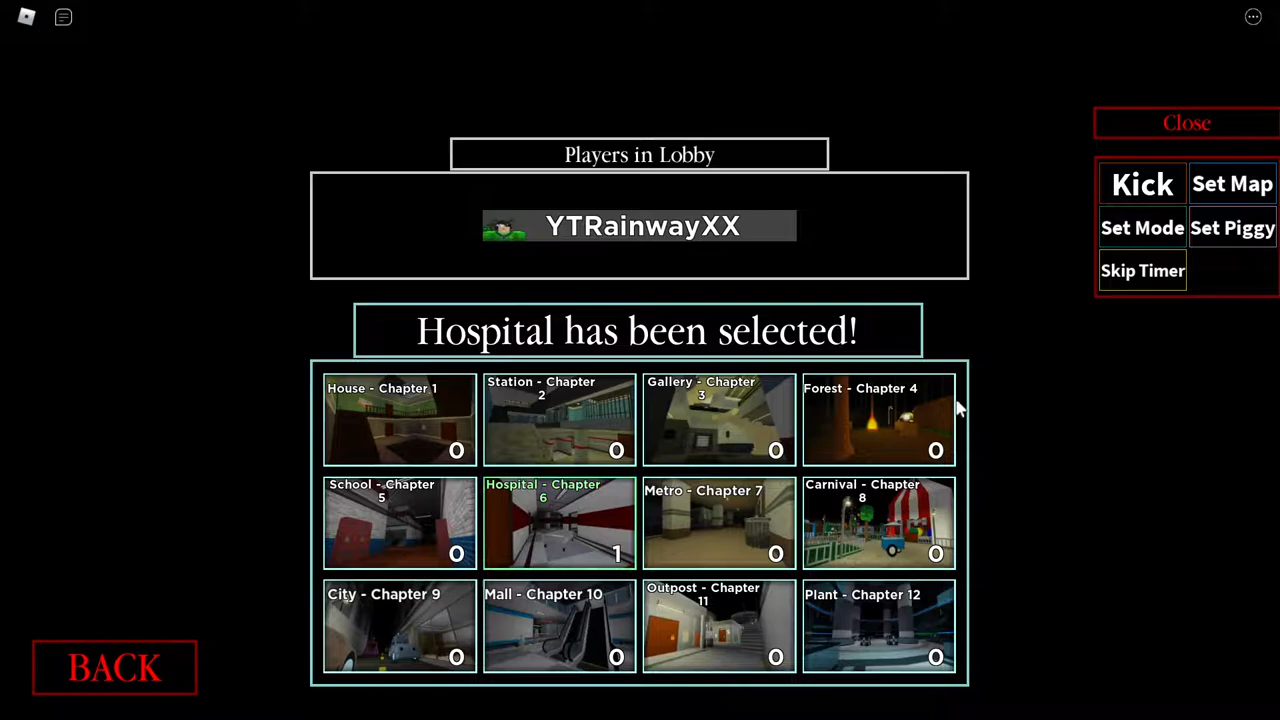 Close
Players in Lobby
Kick
Set Map
YTRainwayXX
Set Mode
Set Piggy
Skip Timer
Hospital has been selected!
House - Chapter 1
0
Station - Chapter
2
0
Gallery - Chapter
3
0
Forest - Chapter 4
0
School - Chapter
5
0
Hospital - Chapter
6
1
Metro - Chapter 7
0
Carnival - Chapter
8
0
City - Chapter 9
0
Mall - Chapter 10
0
Outpost - Chapter
11
0
Plant - Chapter 12
0
BACK